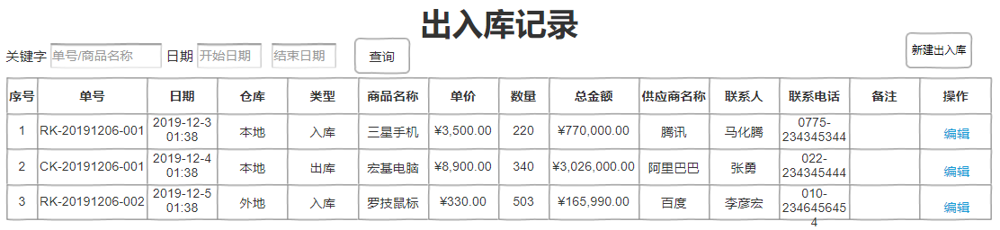 出入库记录
关键字 单号/商品名称 日期 开始日期 结束日期 查询 新建出入库
序号 单号 日期 仓库 类型 商品名称 单价 数量 总金额 供应商名称 联系人 联系电话 备注 操作
1 RK-20191206-001 2019-12-3 01:38 本地 入库 三星手机 ¥3,500.00 220 ¥770,000.00 腾讯 马化腾 0775-234345344 编辑
2 CK-20191206-001 2019-12-4 01:38 本地 出库 宏基电脑 ¥8,900.00 340 ¥3,026,000.00 阿里巴巴 张勇 022-234345444 编辑
3 RK-20191206-002 2019-12-5 01:38 外地 入库 罗技鼠标 ¥330.00 503 ¥165,990.00 百度 李彦宏 010-2346456454 编辑